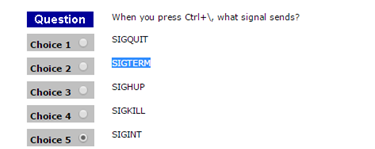 Question When you press Ctrl+\, what signal sends?
Choice 1 SIGQUIT
Choice 2 SIGTERM
Choice 3 SIGHUP
Choice 4 SIGKILL
Choice 5 SIGINT